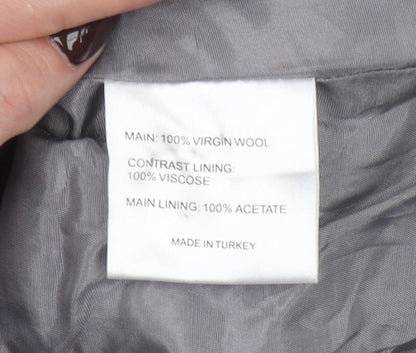 MAIN: 100% VIRGIN WOOL
CONTRAST LINING:
100% VISCOSE
MAIN LINING: 100% ACETATE
MADE IN TURKEY